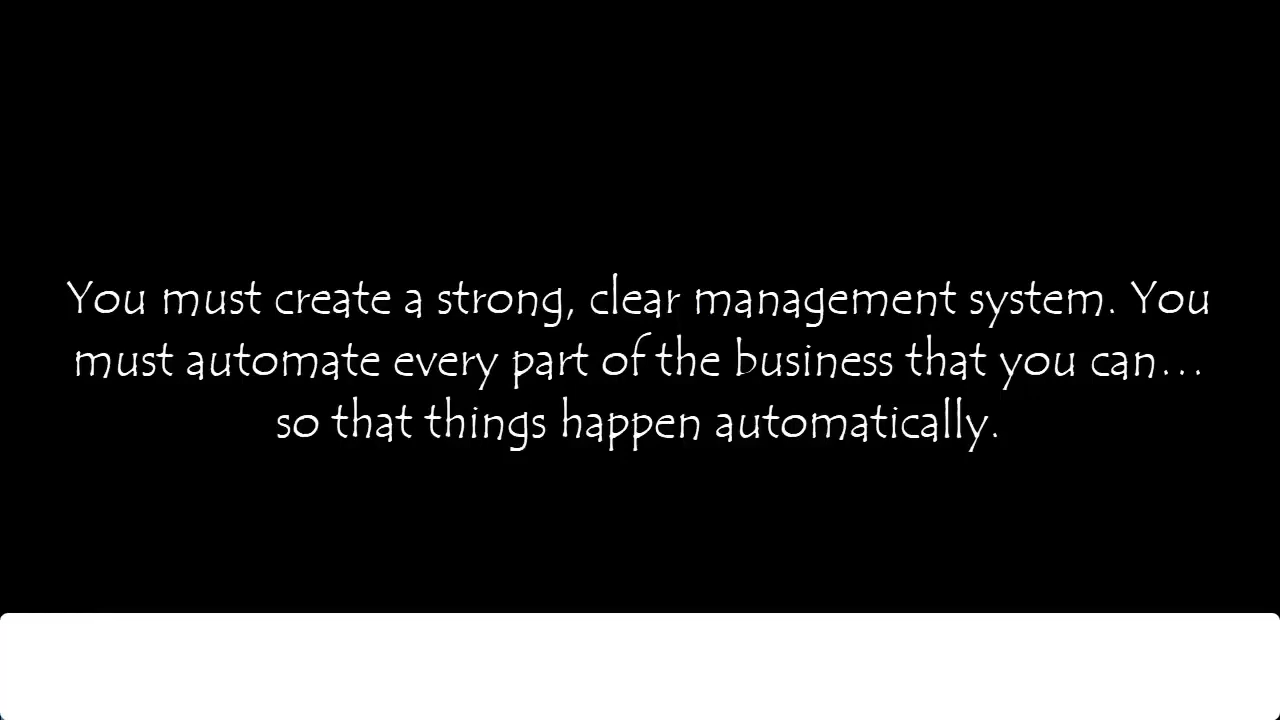 You must create a strong, clear management system. You
must automate every part of the business that you can...
so that things happen automatically.